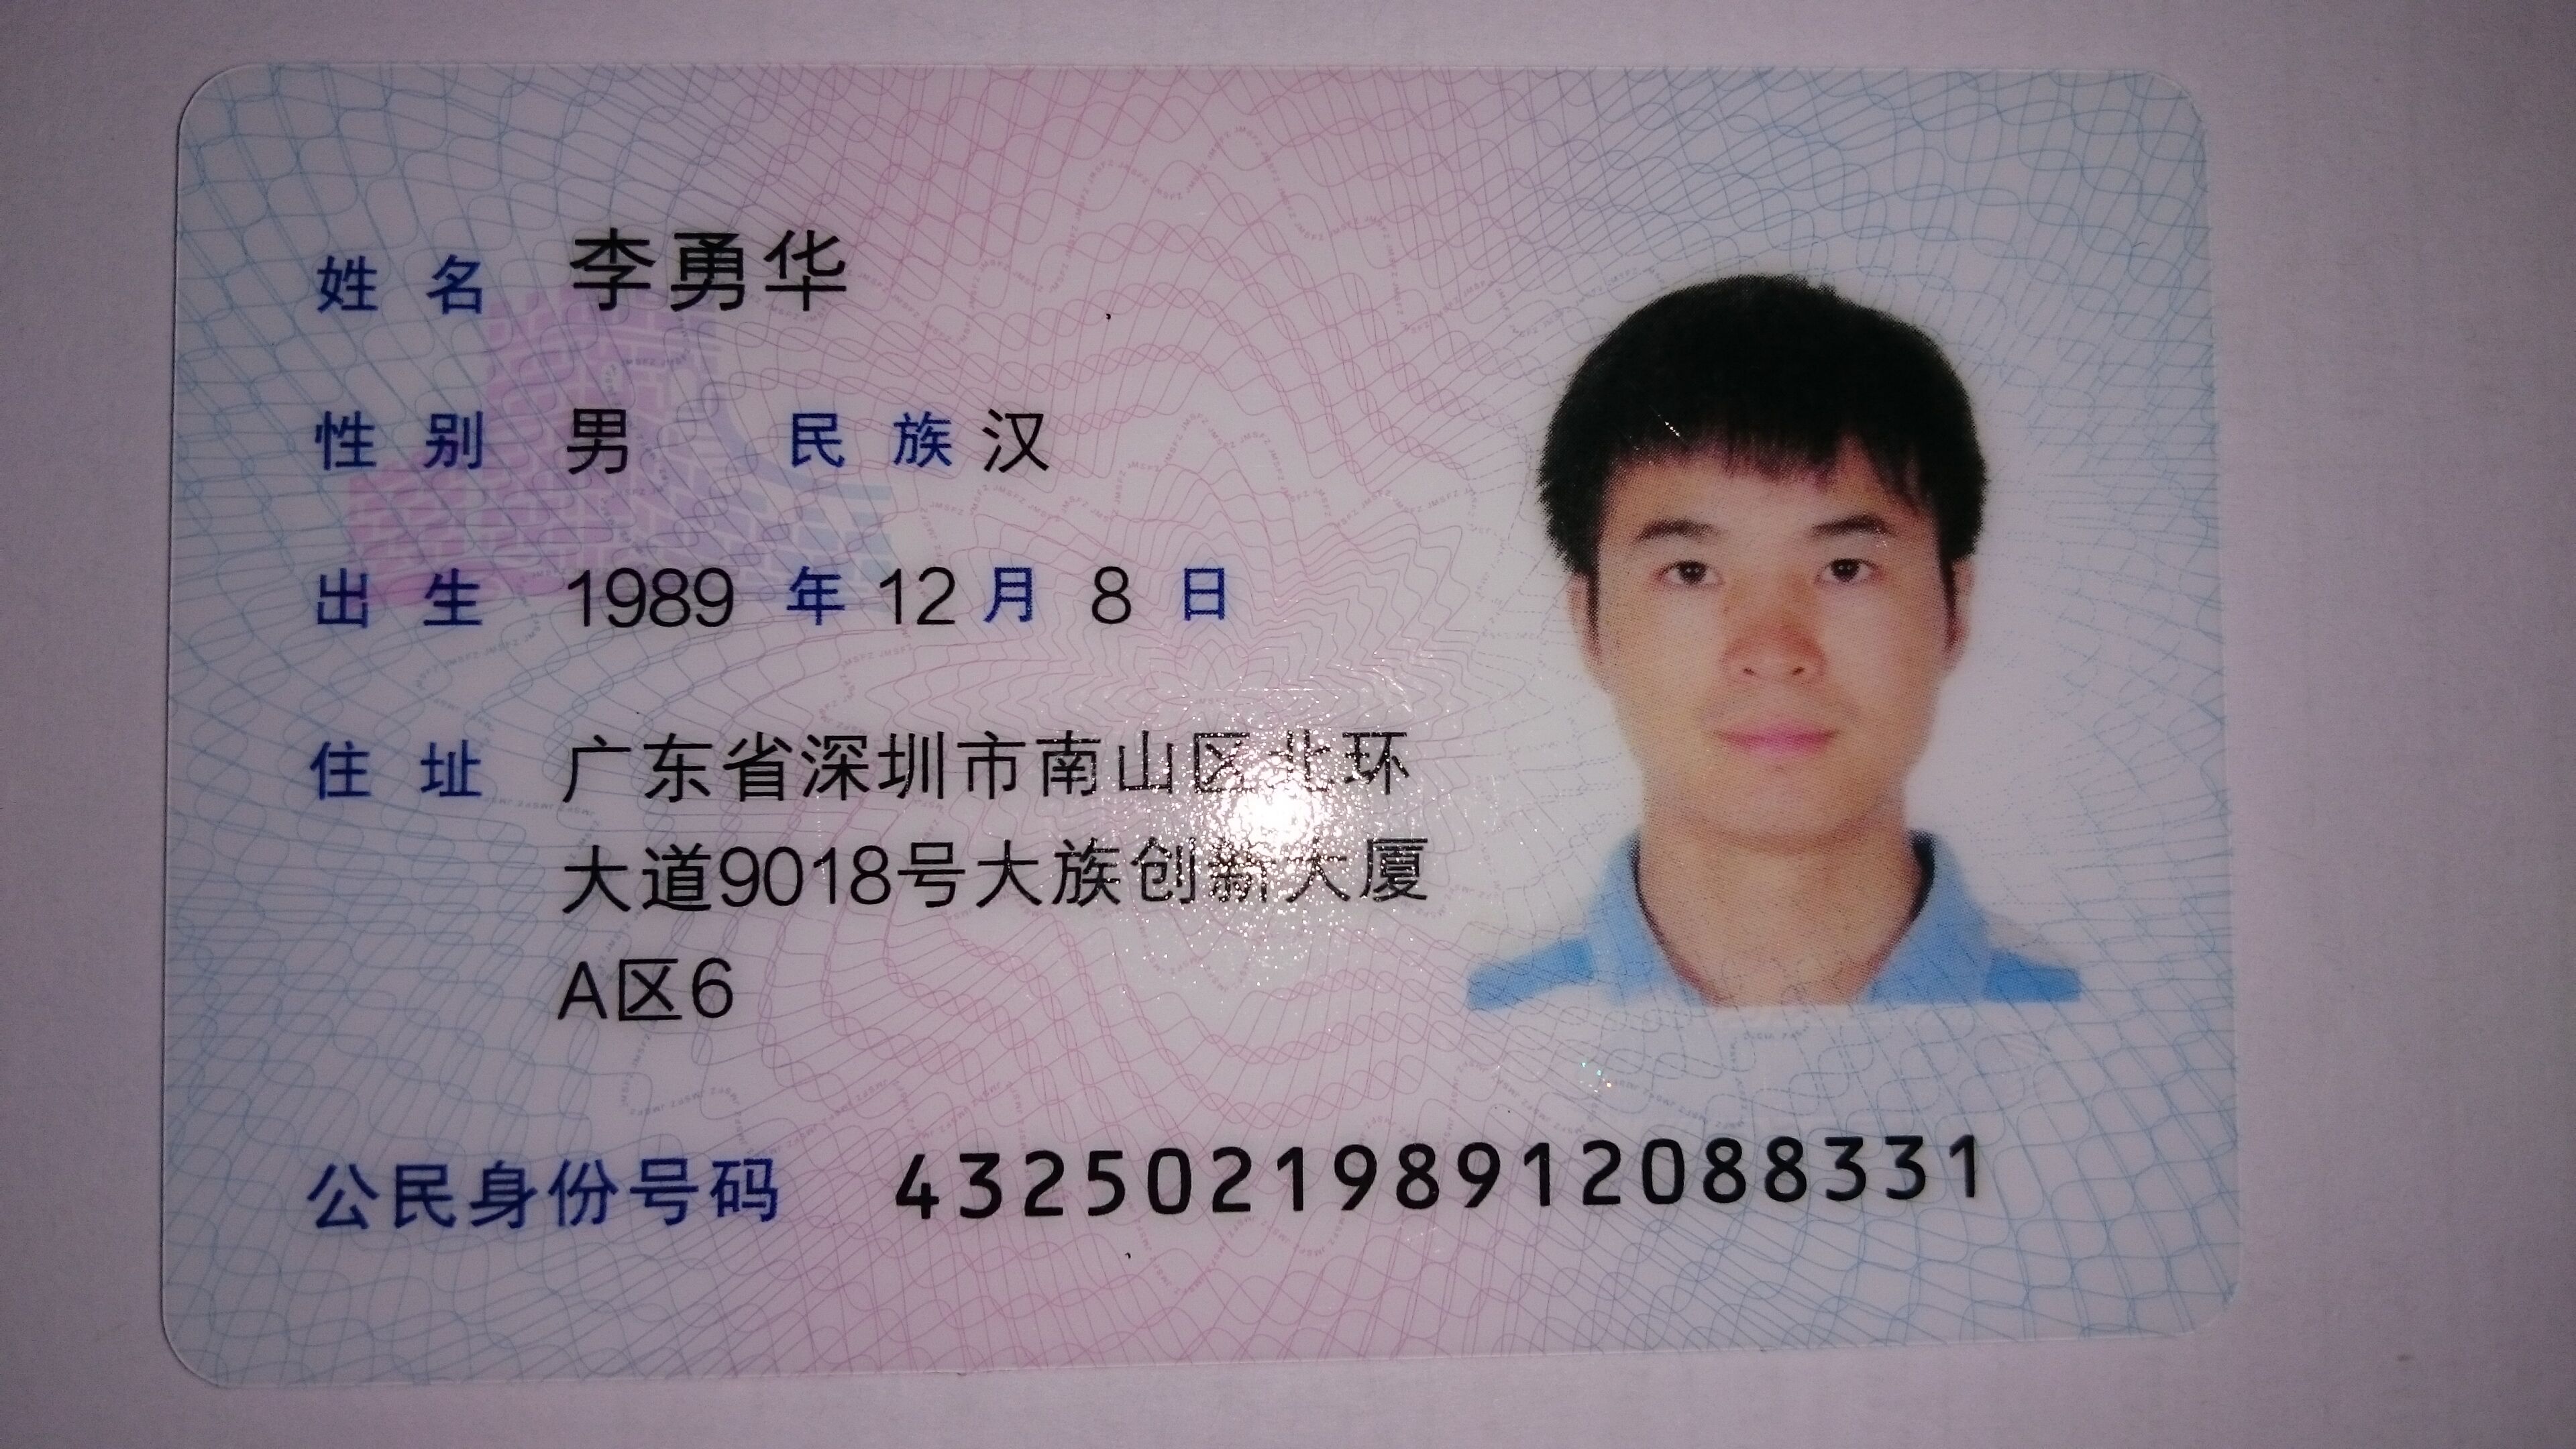 姓 名 李勇华
性 别 男 民 族 汉
出 生 1989 年 12 月 8 日
住 址 广东省深圳市南山区北环
大道9018号大族创新大厦
A区6
公民身份号码 432502198912088331